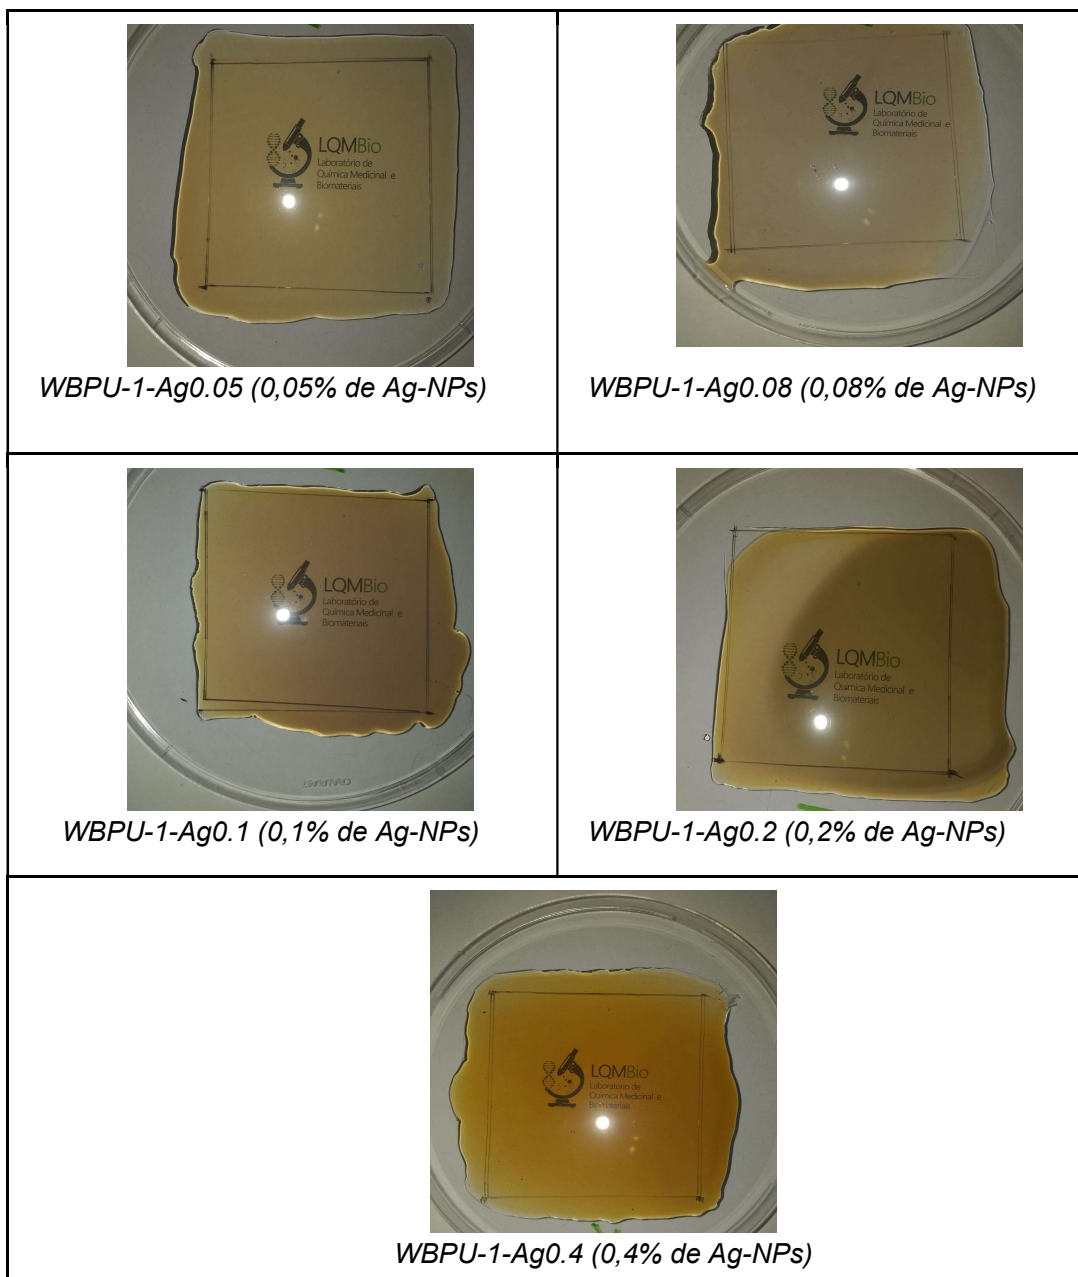 LQMBio
Laboratório de
Química Medicinal e
Biomateriais
WBPU-1-Ag0.05 (0,05% de Ag-NPs)
LQMBio
Laboratório de
Química Medicinal e
Biomateriais
WBPU-1-Ag0.08 (0,08% de Ag-NPs)
LQMBio
Laboratório de
Química Medicinal e
Biomateriais
WBPU-1-Ag0.1 (0,1% de Ag-NPs)
LQMBio
Laboratório de
Química Medicinal e
Biomateriais
WBPU-1-Ag0.2 (0,2% de Ag-NPs)
LQMBio
Laboratório de
Química Medicinal e
Biomateriais
WBPU-1-Ag0.4 (0,4% de Ag-NPs)